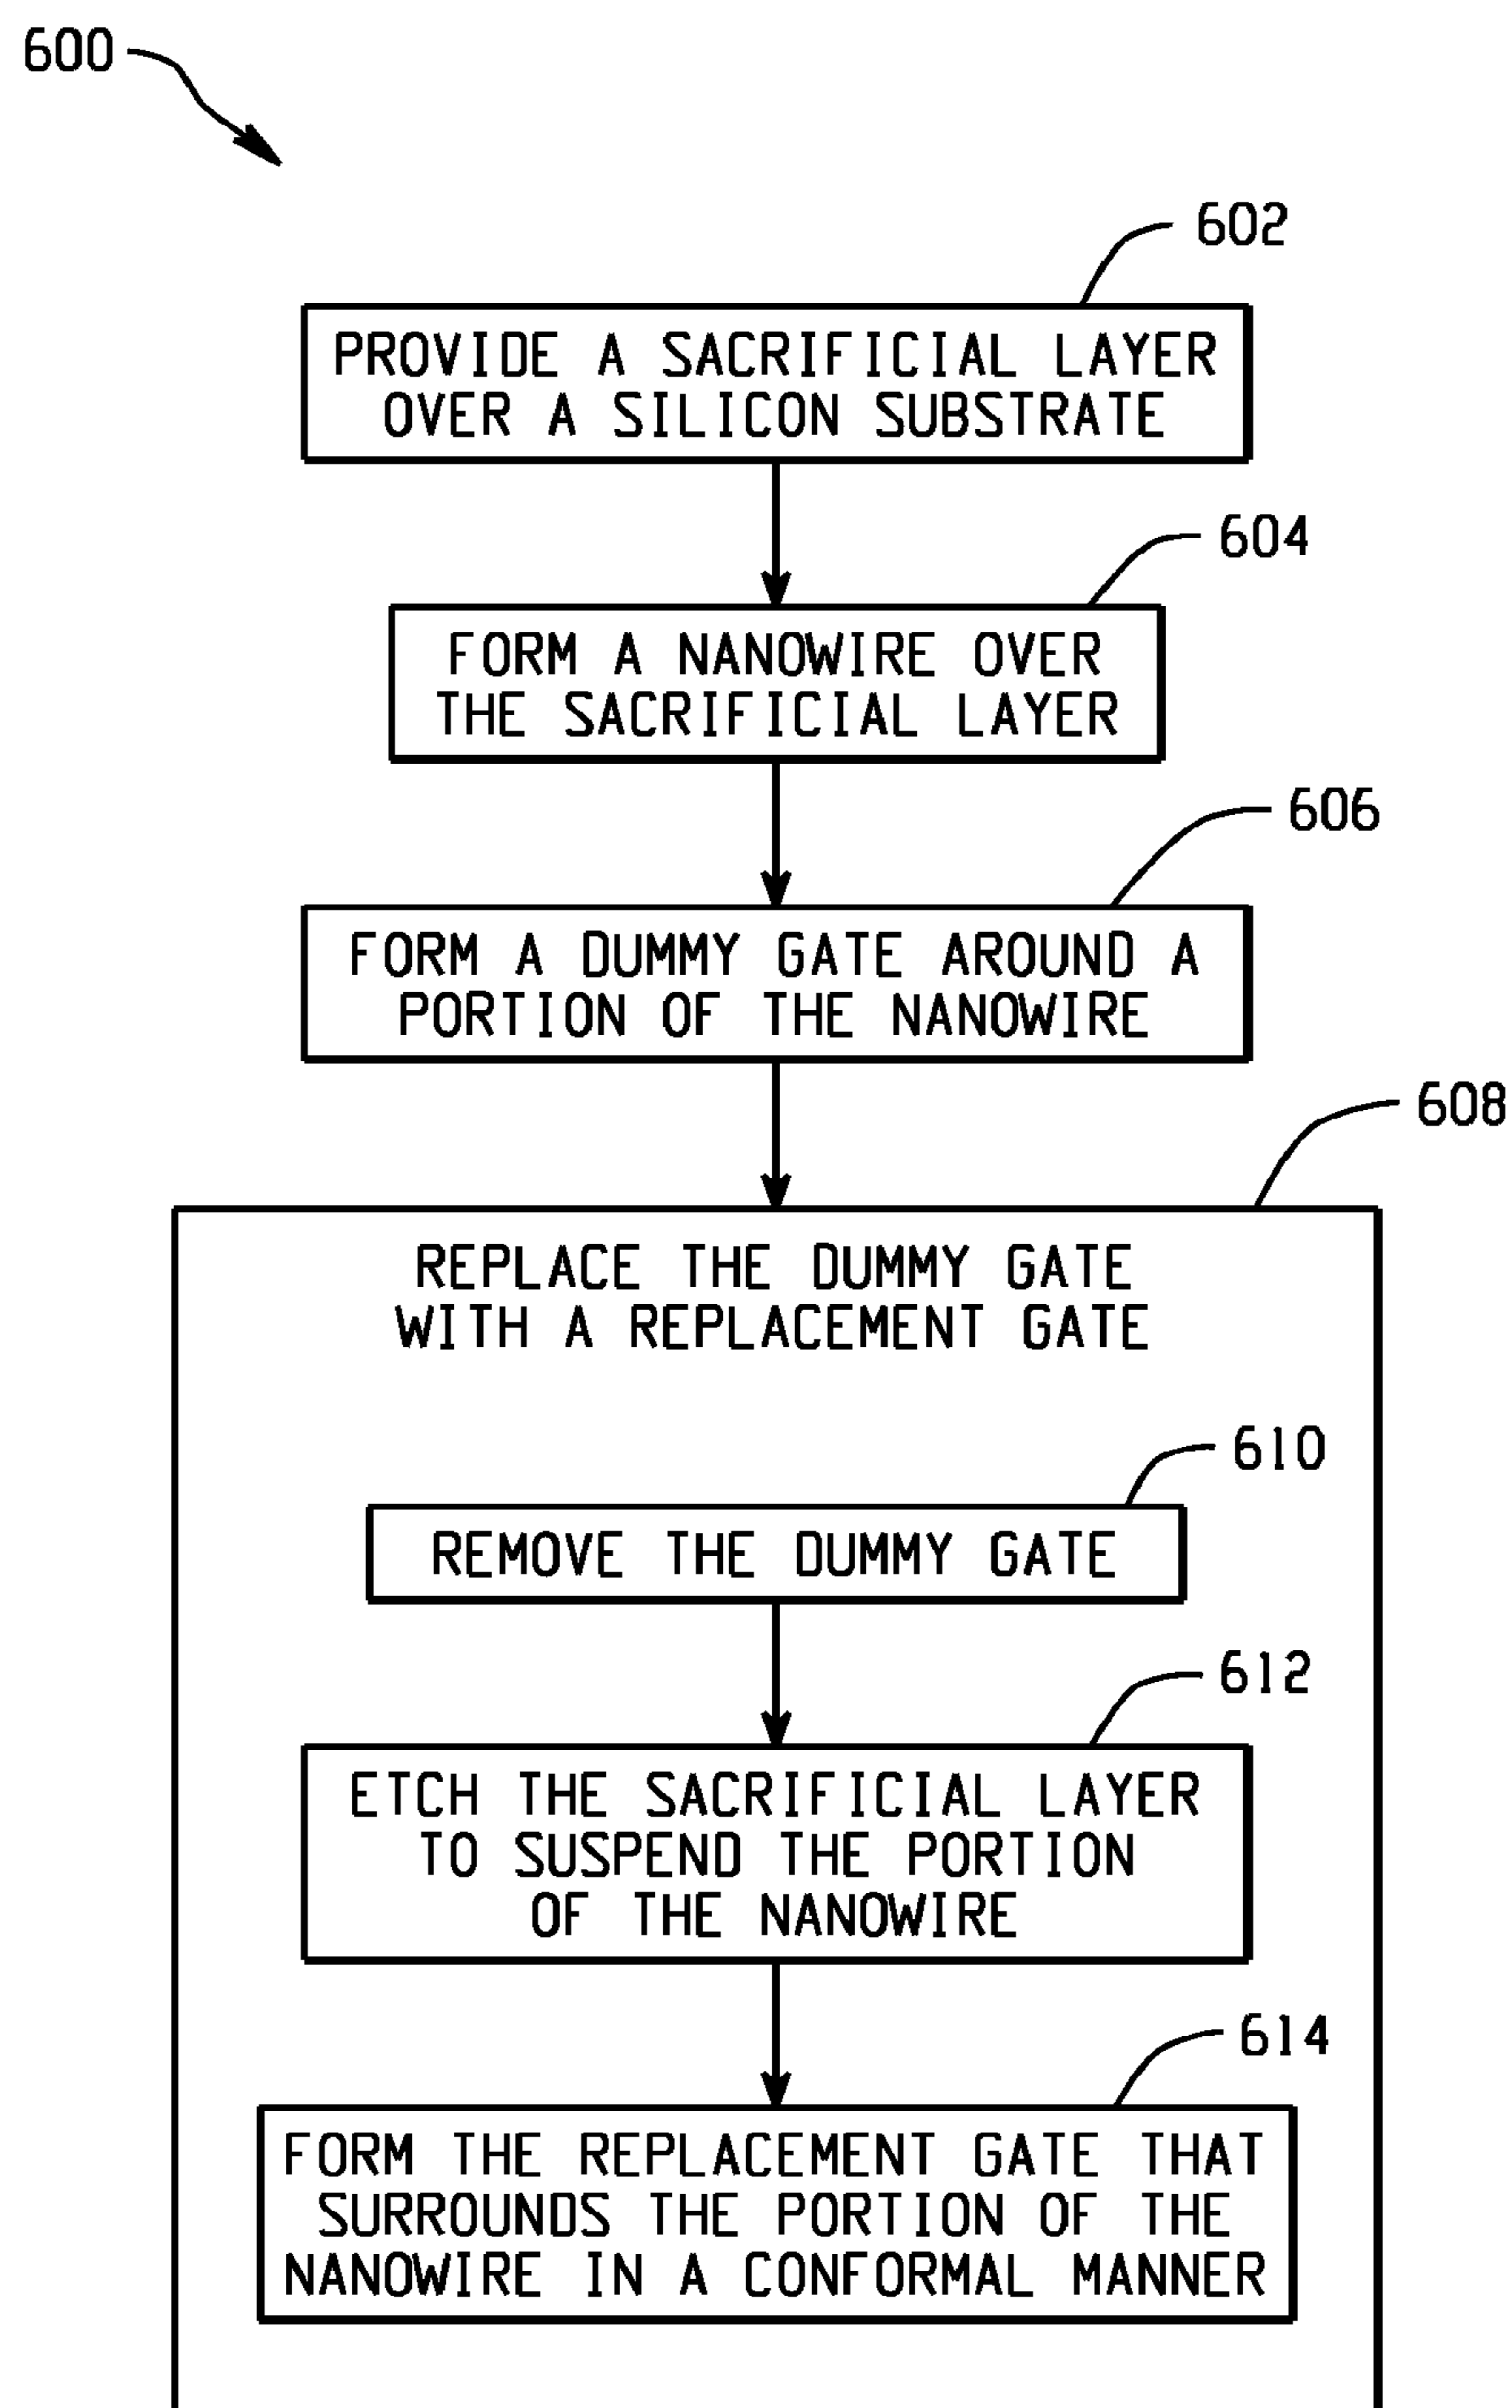 600
602
PROVIDE A SACRIFICIAL LAYER
OVER A SILICON SUBSTRATE
604
FORM A NANOWIRE OVER
THE SACRIFICIAL LAYER
606
FORM A DUMMY GATE AROUND A
PORTION OF THE NANOWIRE
608
REPLACE THE DUMMY GATE
WITH A REPLACEMENT GATE
610
REMOVE THE DUMMY GATE
612
ETCH THE SACRIFICIAL LAYER
TO SUSPEND THE PORTION
OF THE NANOWIRE
614
FORM THE REPLACEMENT GATE THAT
SURROUNDS THE PORTION OF THE
NANOWIRE IN A CONFORMAL MANNER